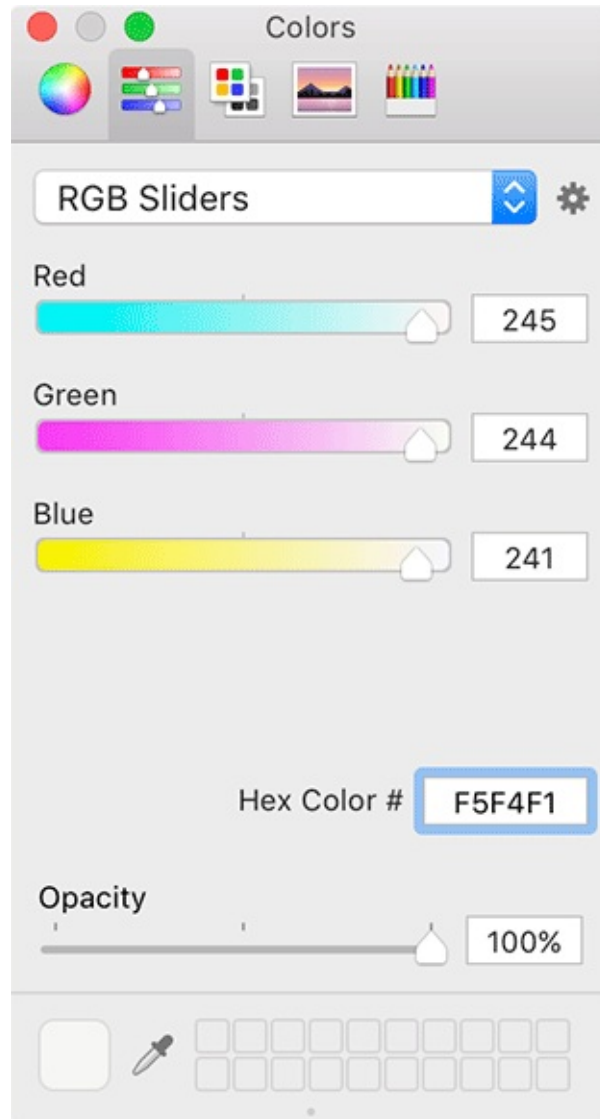 Colors
RGB Sliders
Red
245
Green
244
Blue
241
Hex Color # F5F4F1
Opacity
100%